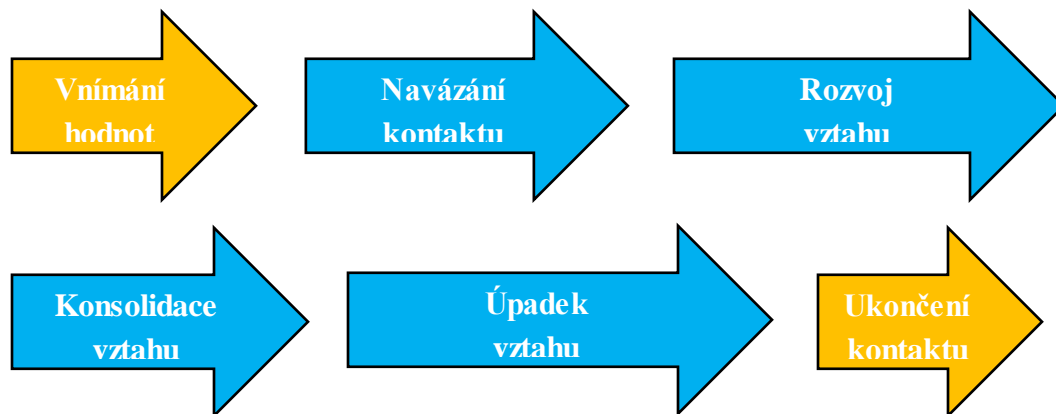 Vnímání
hodnot
Navázání
kontaktu
Rozvoj
vztahu
Konsolidace
vztahu
Úpadek
vztahu
Ukončení
kontaktu